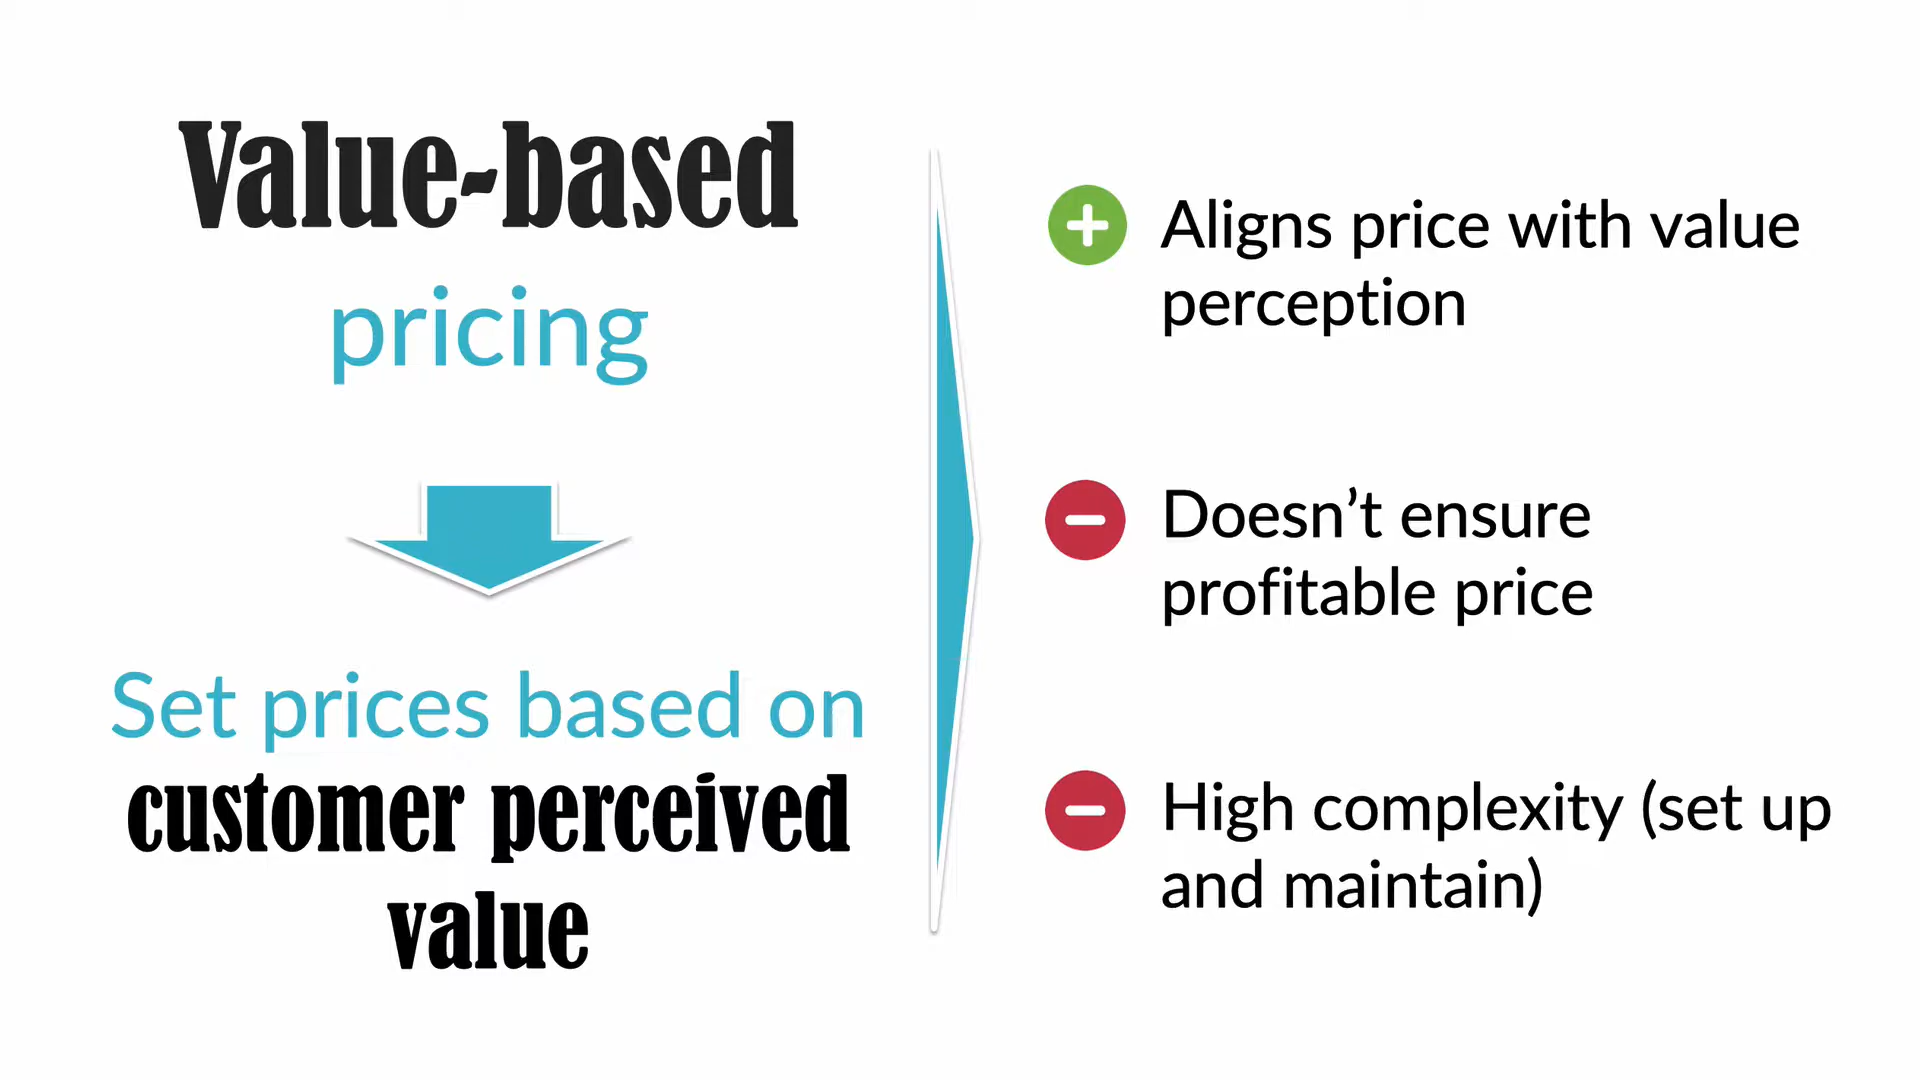 Value-based
pricing
Set prices based on
customer perceived
value
Aligns price with value
perception
Doesn’t ensure
profitable price
High complexity (set up
and maintain)